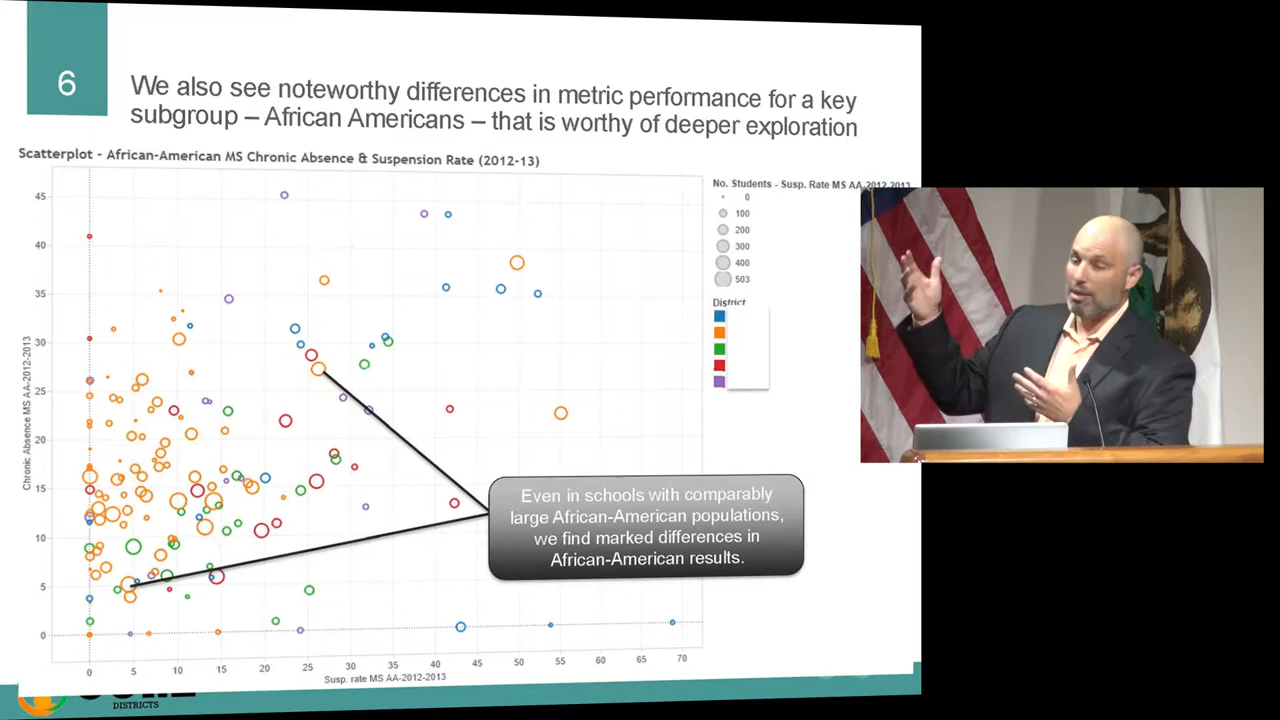 6
We also see noteworthy differences in metric performance for a key
subgroup – African Americans – that is worthy of deeper exploration
Scatterplot - African-American MS Chronic Absence & Suspension Rate (2012-13)
No. Students - Susp. Rate MS AA-2012-2013
0
100
200
300
400
503
District
Chronic Absence MS AA-2012-2013
45
40
35
30
25
20
15
10
5
0
Even in schools with comparably
large African-American populations,
we find marked differences in
African-American results.
0 5 10 15 20 25 30 35 40 45 50 55 60 65 70
Susp. rate MS AA-2012-2013
DISTRICTS